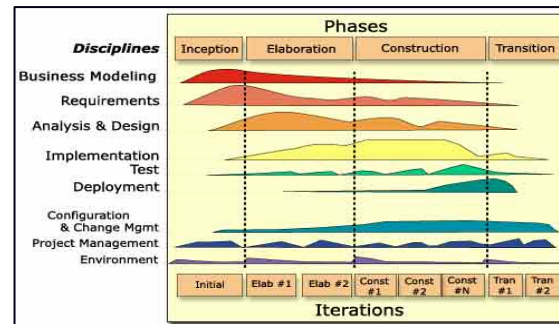 Phases
Disciplines
Inception Elaboration Construction Transition
Business Modeling
Requirements
Analysis & Design
Implementation
Test
Deployment
Configuration
& Change Mgmt
Project Management
Environment
Initial Elab #1 Elab #2 Const #1 Const #2 Const #N Tran #1 Tran #2
Iterations